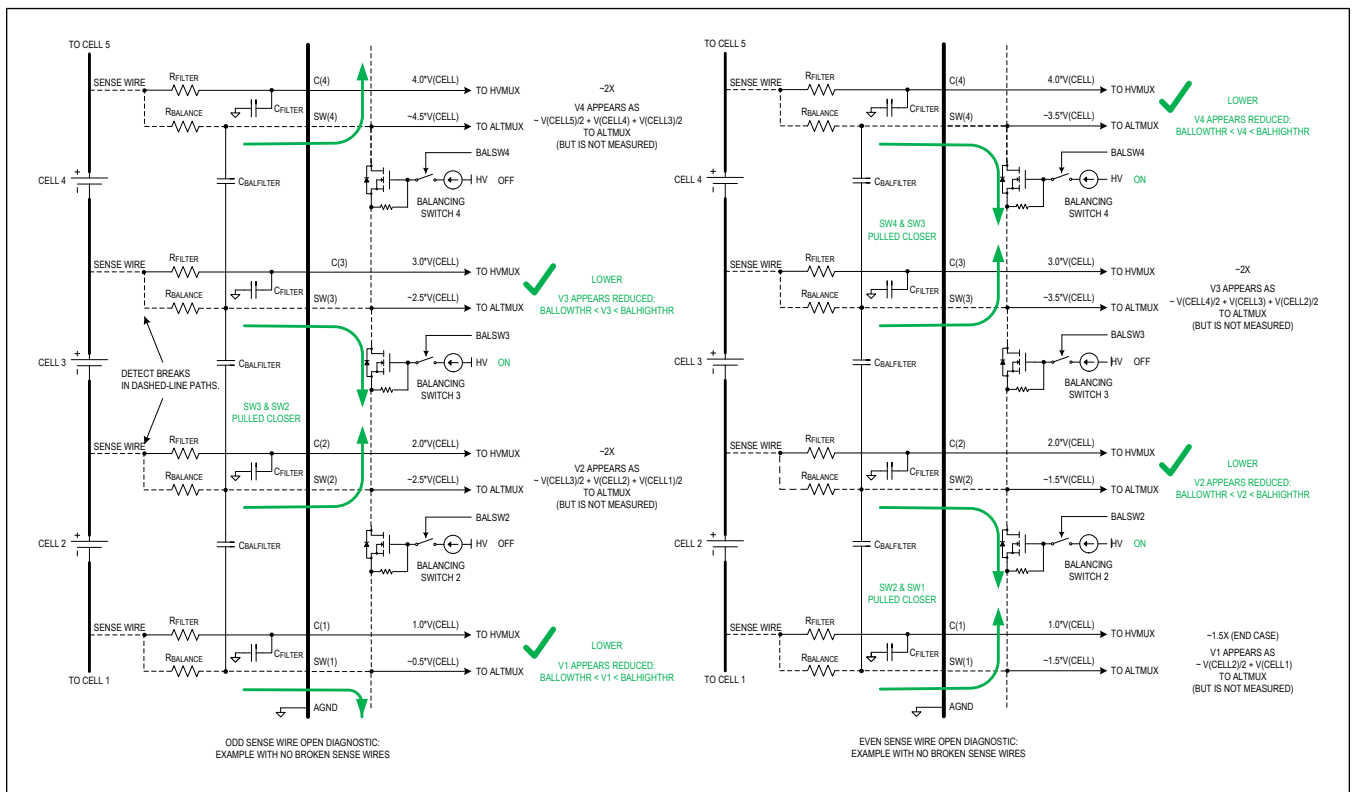 TO CELL 5
SENSE WIRE
RFILTER
C(4)
4.0*V(CELL)
TO HVMUX
CFILTER
RBALANCE
SW(4)
~4.5*V(CELL)
TO ALTMUX
~2X
V4 APPEARS AS
~ V(CELL5)/2 + V(CELL4) + V(CELL3)/2
TO ALTMUX
(BUT IS NOT MEASURED)
BALSW4
HV OFF
BALANCING
SWITCH 4
CELL 4
+
-
CBALFILTER
SENSE WIRE
RFILTER
C(3)
3.0*V(CELL)
TO HVMUX
CFILTER
RBALANCE
SW(3)
~2.5*V(CELL)
TO ALTMUX
LOWER
V3 APPEARS REDUCED:
BALLOWTHR < V3 < BALHIGHTHR
BALSW3
HV ON
BALANCING
SWITCH 3
CELL 3
+
-
DETECT BREAKS
IN DASHED-LINE PATHS.
CBALFILTER
SW3 & SW2
PULLED CLOSER
SENSE WIRE
RFILTER
C(2)
2.0*V(CELL)
TO HVMUX
CFILTER
RBALANCE
SW(2)
~2.5*V(CELL)
TO ALTMUX
~2X
V2 APPEARS AS
~ V(CELL3)/2 + V(CELL2) + V(CELL1)/2
TO ALTMUX
(BUT IS NOT MEASURED)
BALSW2
HV OFF
BALANCING
SWITCH 2
CELL 2
+
-
CBALFILTER
SENSE WIRE
RFILTER
C(1)
1.0*V(CELL)
TO HVMUX
CFILTER
RBALANCE
SW(1)
~0.5*V(CELL)
TO ALTMUX
LOWER
V1 APPEARS REDUCED:
BALLOWTHR < V1 < BALHIGHTHR
TO CELL 1
AGND
ODD SENSE WIRE OPEN DIAGNOSTIC:
EXAMPLE WITH NO BROKEN SENSE WIRES
TO CELL 5
SENSE WIRE
RFILTER
C(4)
4.0*V(CELL)
TO HVMUX
CFILTER
RBALANCE
SW(4)
~3.5*V(CELL)
TO ALTMUX
LOWER
V4 APPEARS REDUCED:
BALLOWTHR < V4 < BALHIGHTHR
BALSW4
HV ON
BALANCING
SWITCH 4
CELL 4
+
-
CBALFILTER
SW4 & SW3
PULLED CLOSER
SENSE WIRE
RFILTER
C(3)
3.0*V(CELL)
TO HVMUX
CFILTER
RBALANCE
SW(3)
~3.5*V(CELL)
TO ALTMUX
~2X
V3 APPEARS AS
~ V(CELL4)/2 + V(CELL3) + V(CELL2)/2
TO ALTMUX
(BUT IS NOT MEASURED)
BALSW3
HV OFF
BALANCING
SWITCH 3
CELL 3
+
-
CBALFILTER
SENSE WIRE
RFILTER
C(2)
2.0*V(CELL)
TO HVMUX
CFILTER
RBALANCE
SW(2)
~1.5*V(CELL)
TO ALTMUX
LOWER
V2 APPEARS REDUCED:
BALLOWTHR < V2 < BALHIGHTHR
BALSW2
HV ON
BALANCING
SWITCH 2
CELL 2
+
-
CBALFILTER
SW2 & SW1
PULLED CLOSER
SENSE WIRE
RFILTER
C(1)
1.0*V(CELL)
TO HVMUX
CFILTER
RBALANCE
SW(1)
~1.5*V(CELL)
TO ALTMUX
~1.5X (END CASE)
V1 APPEARS AS
~ V(CELL2)/2 + V(CELL1)
TO ALTMUX
(BUT IS NOT MEASURED)
TO CELL 1
AGND
EVEN SENSE WIRE OPEN DIAGNOSTIC:
EXAMPLE WITH NO BROKEN SENSE WIRES